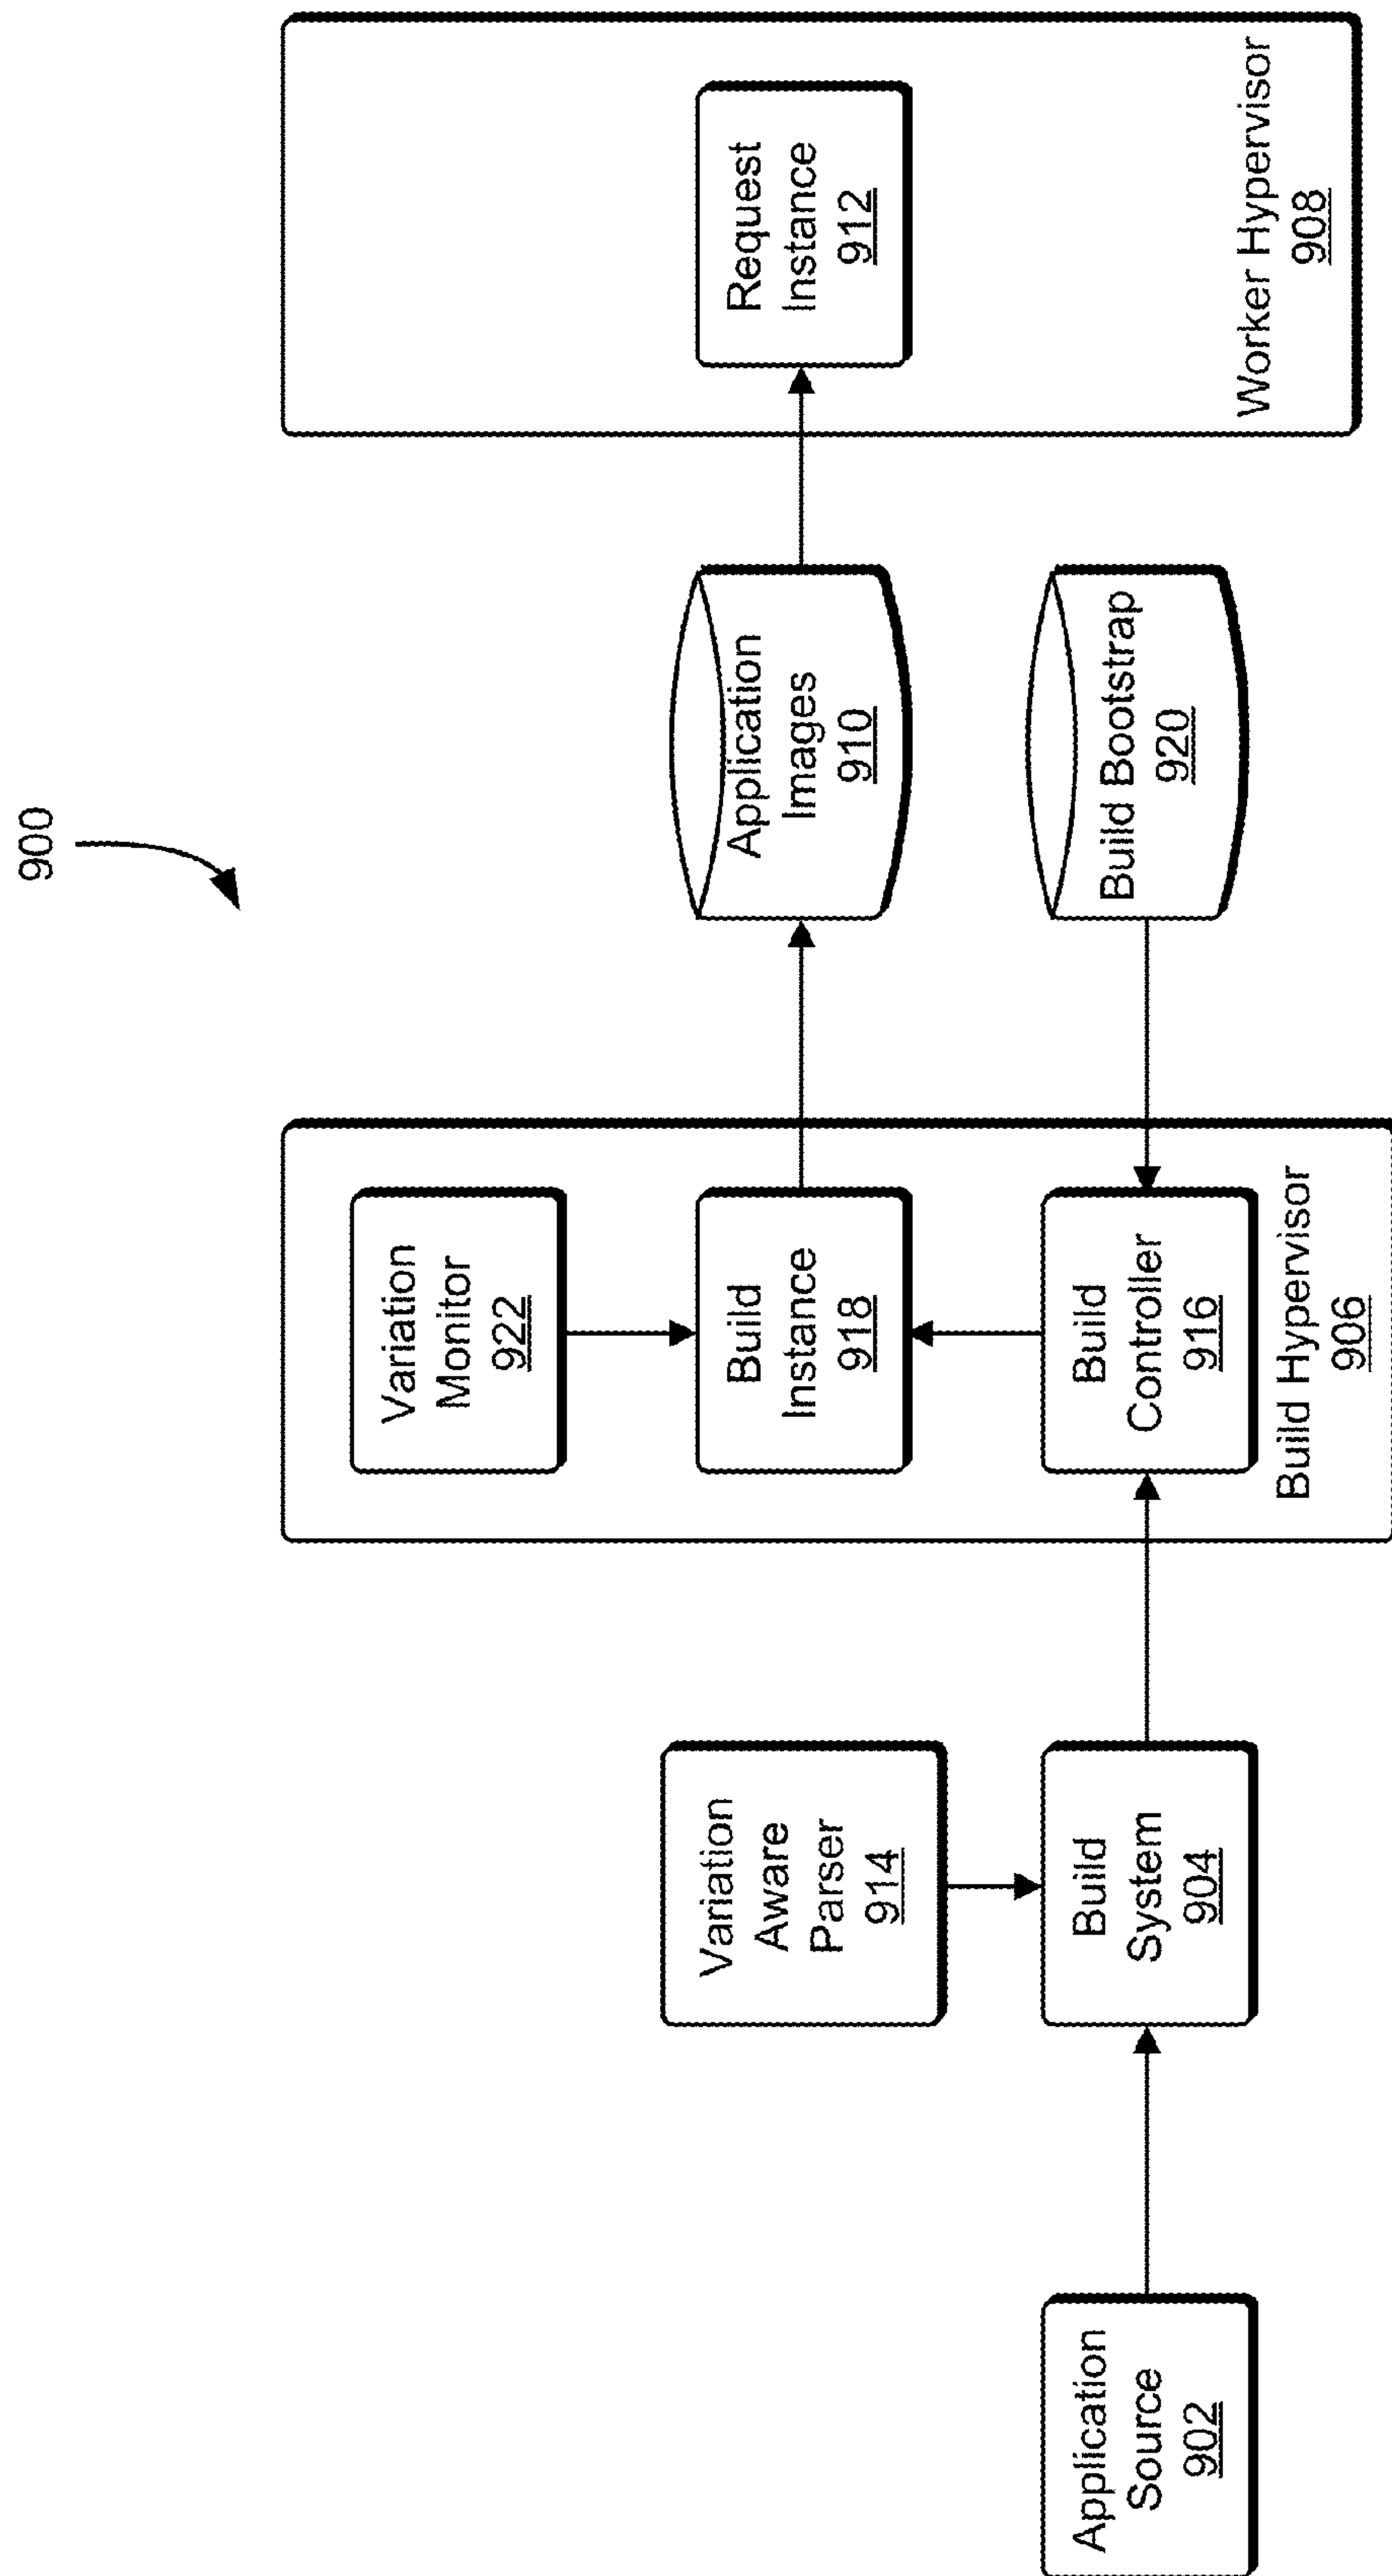 900
Variation
Monitor
922
Variation
Aware
Parser
914
Build
Instance
918
Application
Images
910
Request
Instance
912
Application
Source
902
Build
System
904
Build
Controller
916
Build Bootstrap
920
Build Hypervisor
906
Worker Hypervisor
908